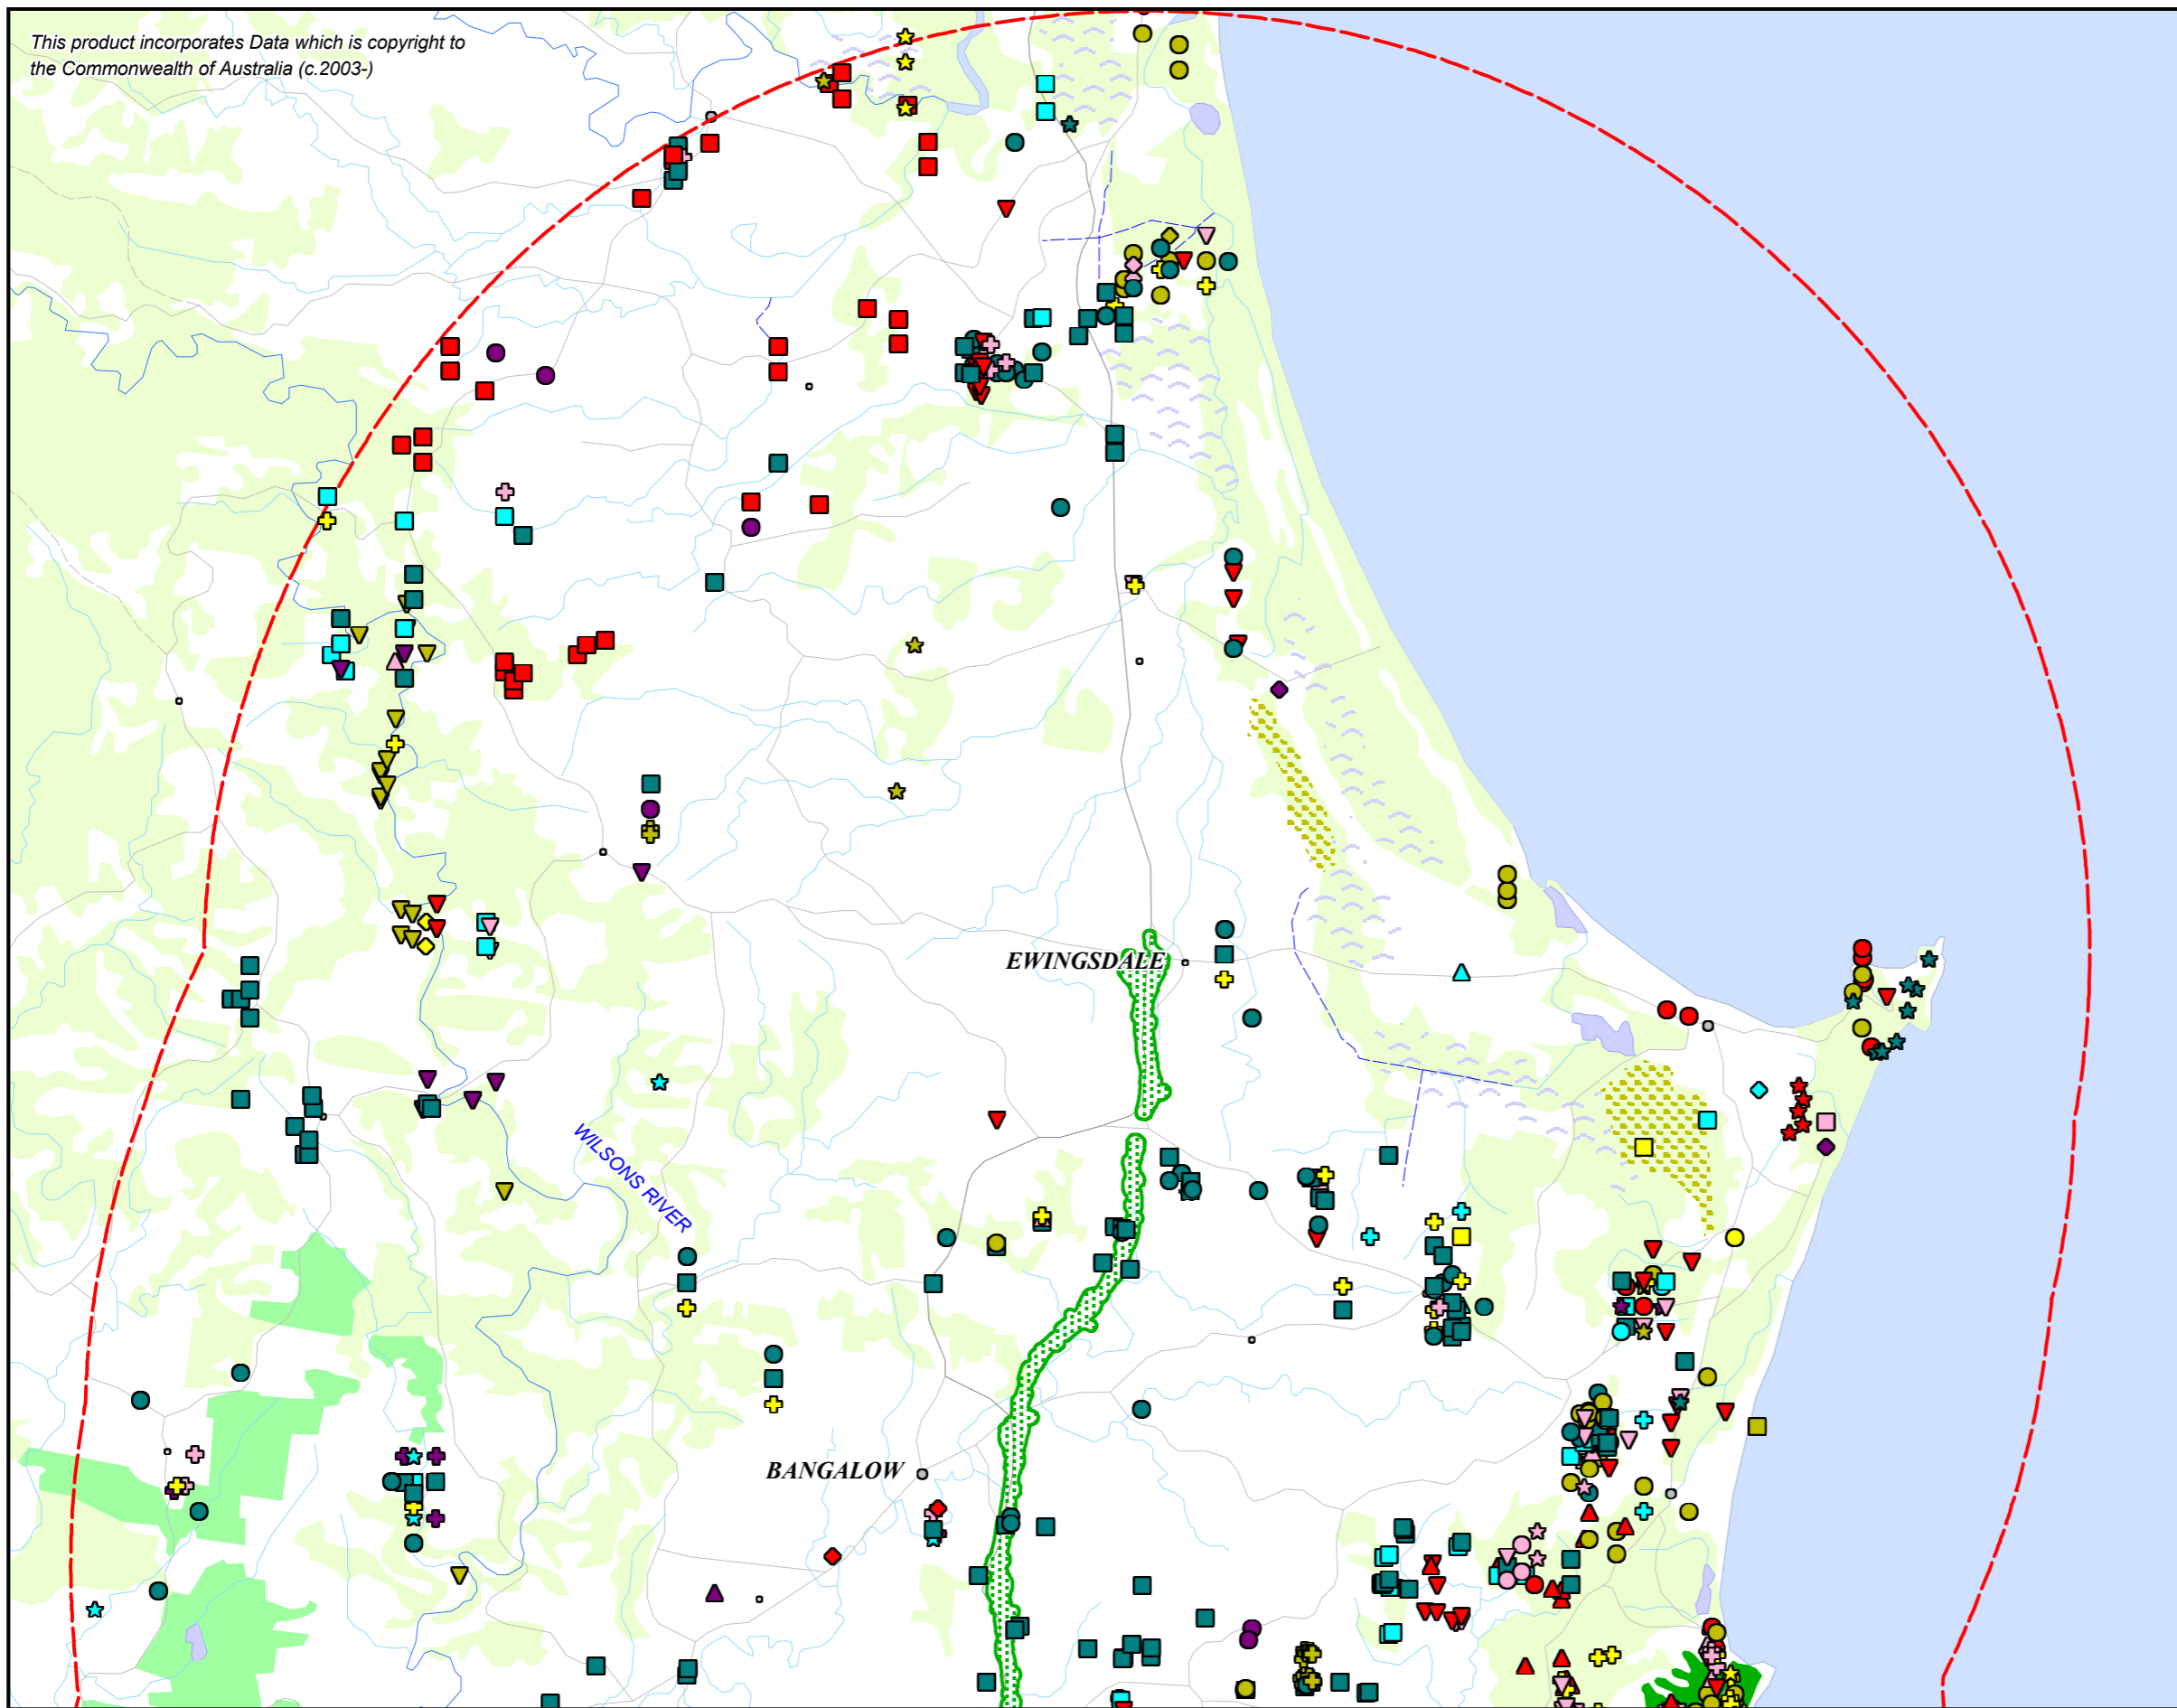 This product incorporates Data which is copyright to
the Commonwealth of Australia (c.2003-)
EWINGSDALE
WILSONS RIVER
BANGALOW